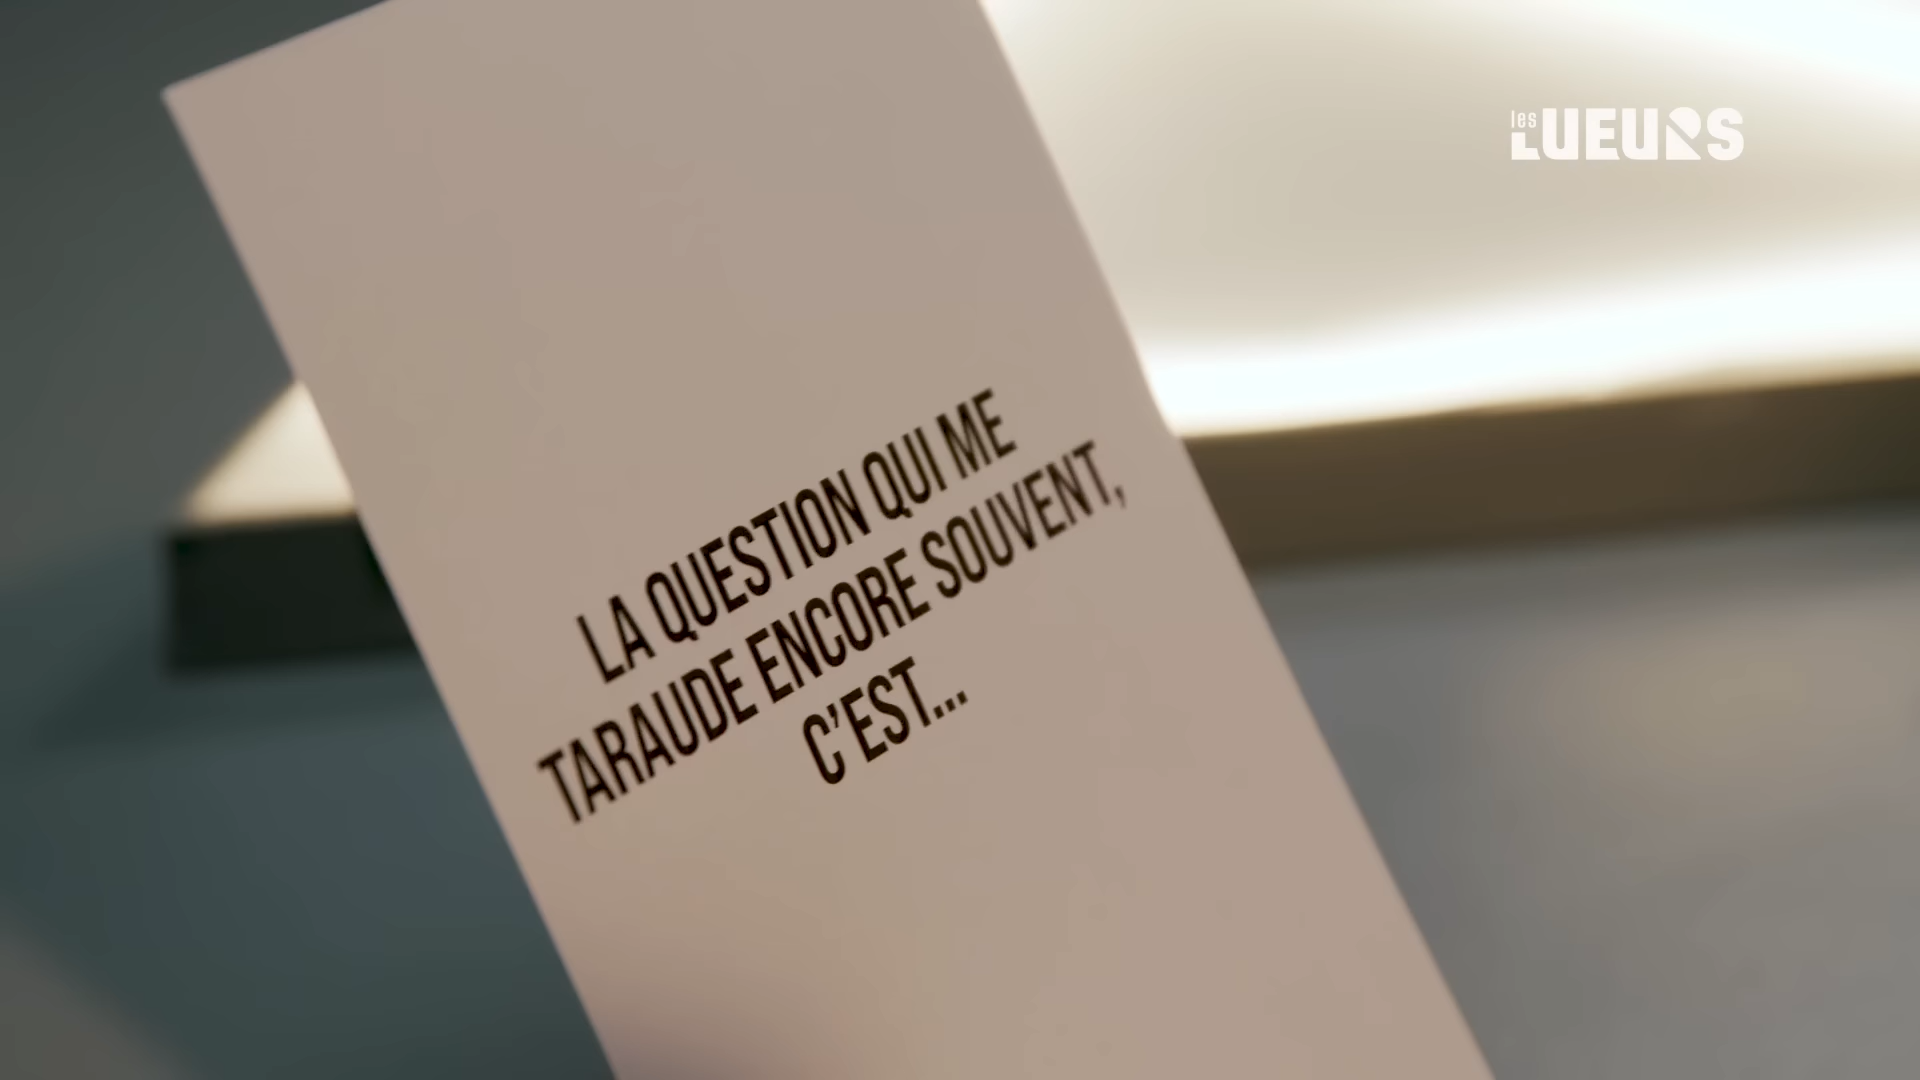 les
LUEURS
LA QUESTION QUI ME
TARAUDE ENCORE SOUVENT,
C'EST...